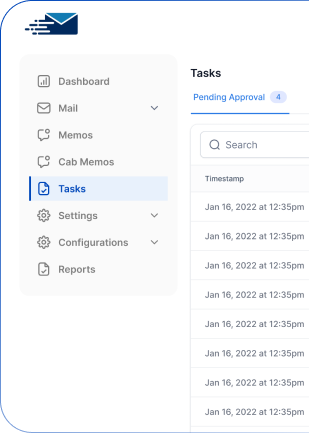 Dashboard
Mail
Memos
Cab Memos
Tasks
Settings
Configurations
Reports
Tasks
Pending Approval 4
Search
Timestamp
Jan 16, 2022 at 12:35pm
Jan 16, 2022 at 12:35pm
Jan 16, 2022 at 12:35pm
Jan 16, 2022 at 12:35pm
Jan 16, 2022 at 12:35pm
Jan 16, 2022 at 12:35pm
Jan 16, 2022 at 12:35pm
Jan 16, 2022 at 12:35pm